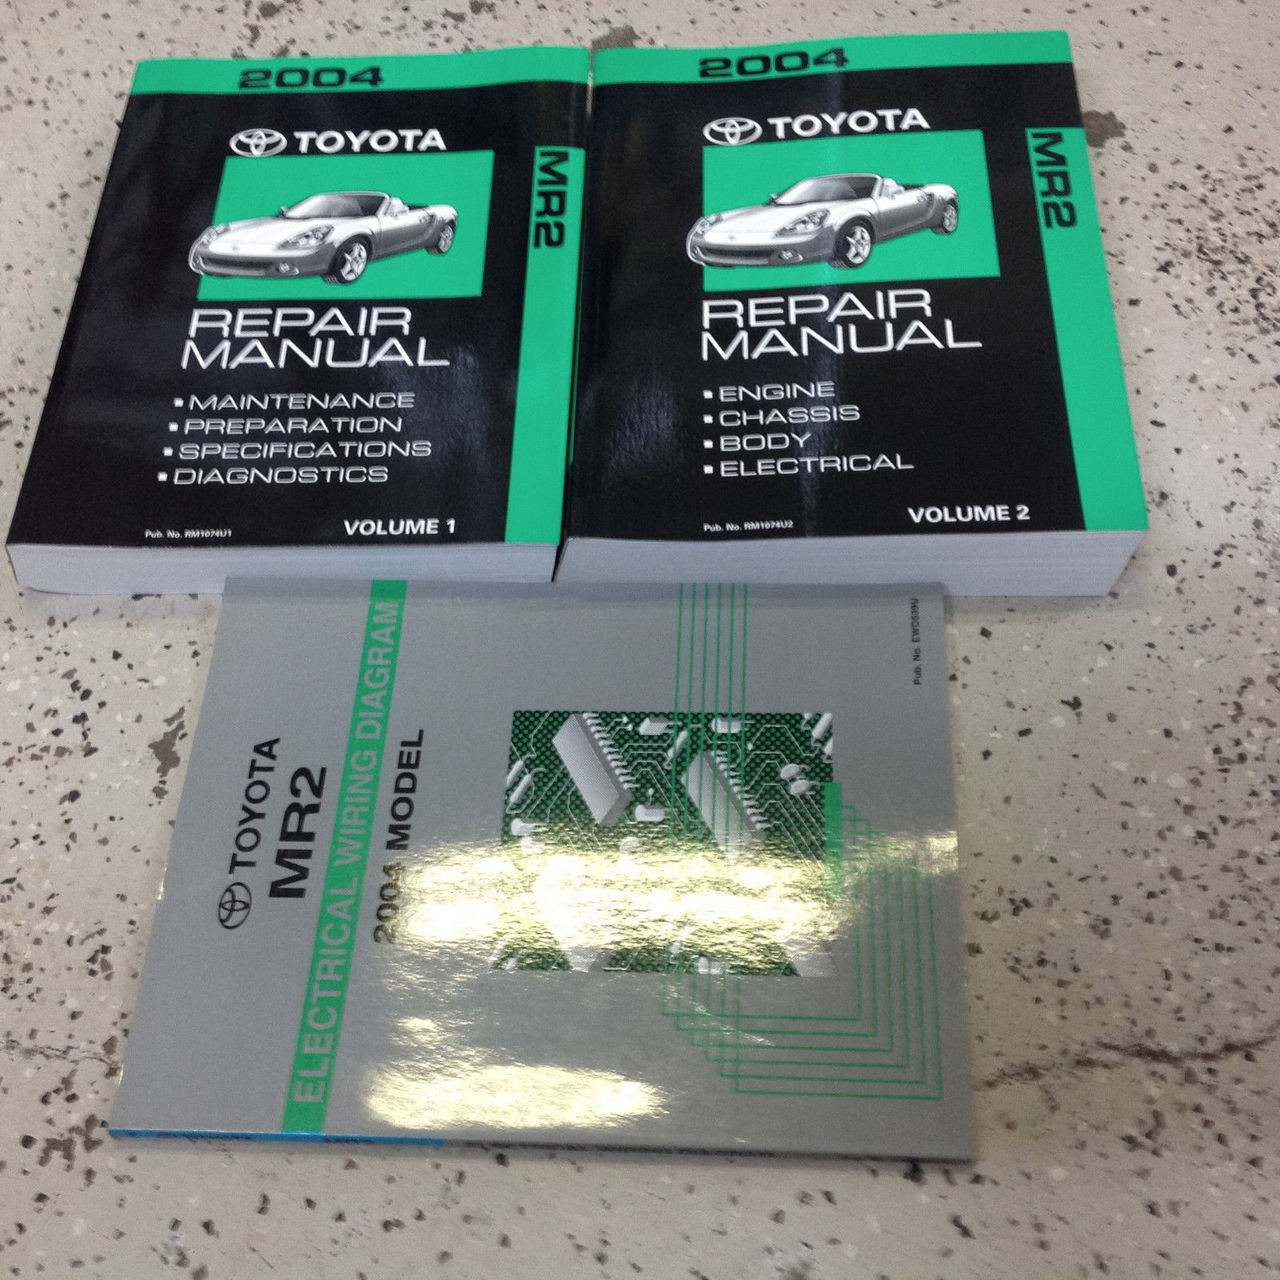 2004
TOYOTA
MR2
REPAIR
MANUAL
MAINTENANCE
PREPARATION
SPECIFICATIONS
DIAGNOSTICS
Pub. No. RM1074U1
VOLUME 1
2004
TOYOTA
MR2
REPAIR
MANUAL
ENGINE
CHASSIS
BODY
ELECTRICAL
Pub. No. RM1074U2
VOLUME 2
TOYOTA
MR2
ELECTRICAL WIRING DIAGRAM
2004 MODEL
Pub. No. EWD539U